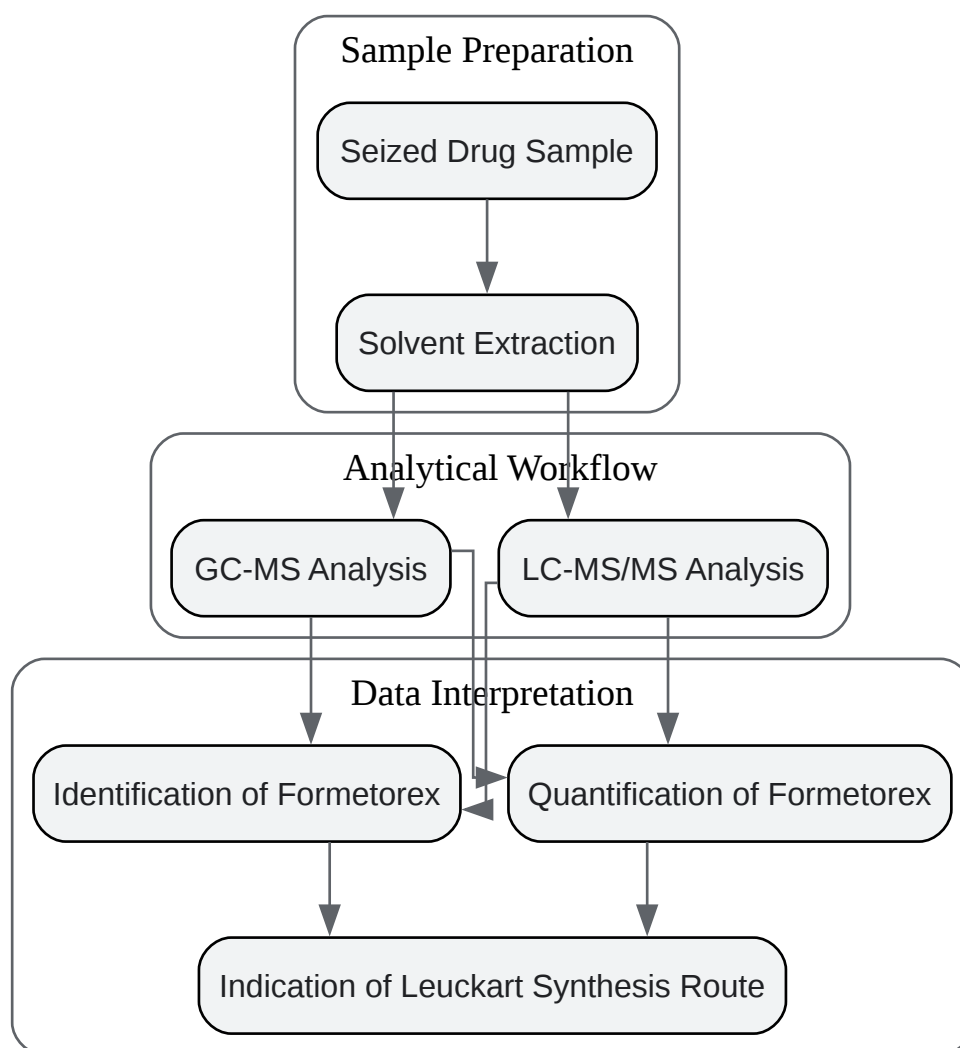 Sample Preparation
Seized Drug Sample
Solvent Extraction
Analytical Workflow
GC-MS Analysis
LC-MS/MS Analysis
Data Interpretation
Identification of Formetorex
Quantification of Formetorex
Indication of Leuckart Synthesis Route